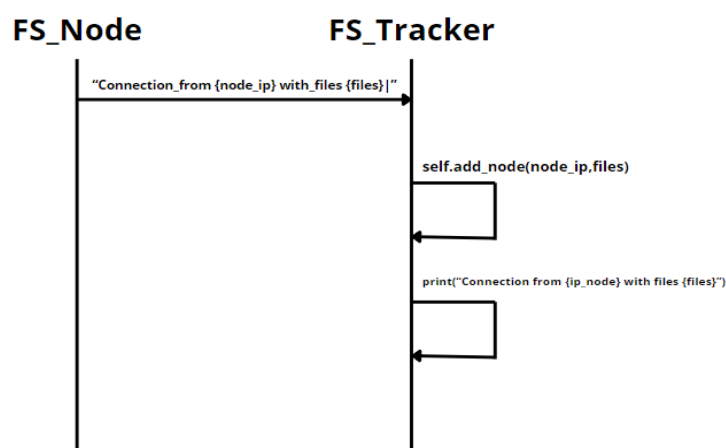 FS_Node FS_Tracker
“Connection_from {node_ip} with_files {files}|”
self.add_node(node_ip,files)
print(“Connection from {ip_node} with files {files}”)